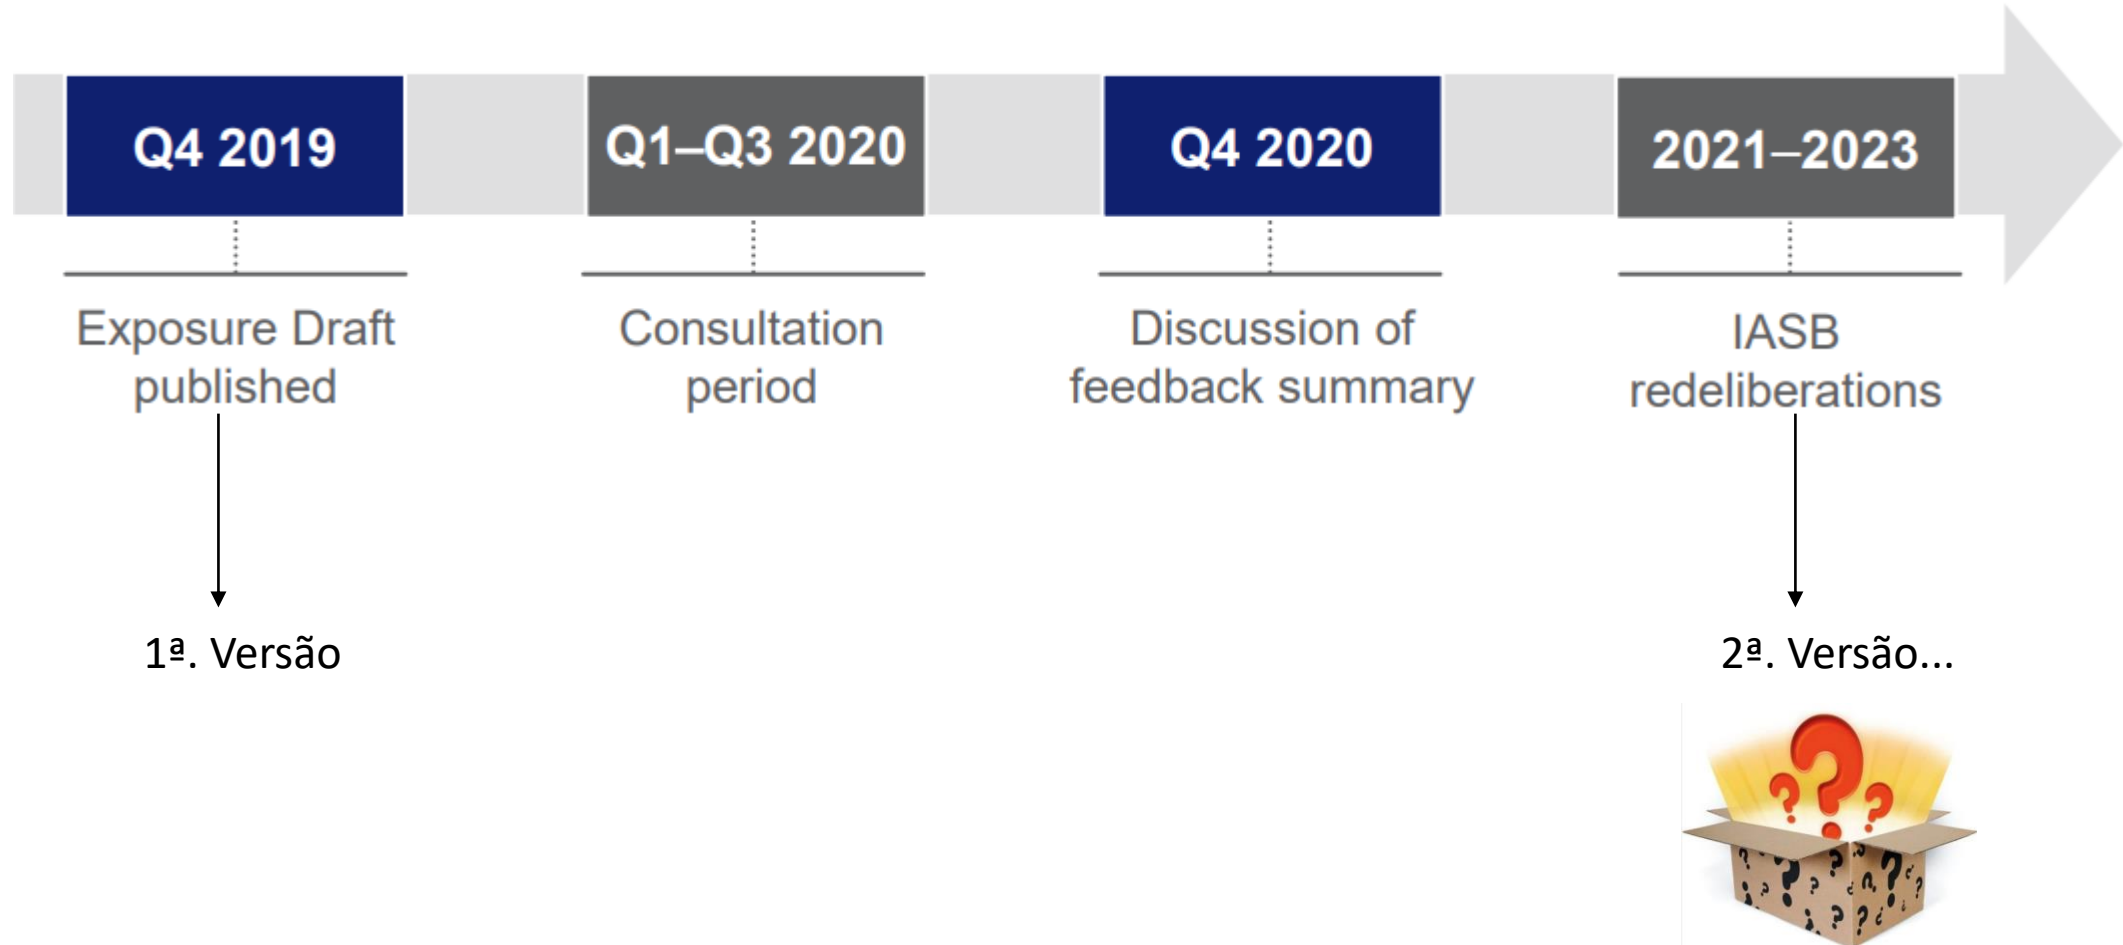 Q4 2019
Q1–Q3 2020
Q4 2020
2021–2023
Exposure Draft
published
Consultation
period
Discussion of
feedback summary
IASB
redeliberations
1ª. Versão
2ª. Versão...